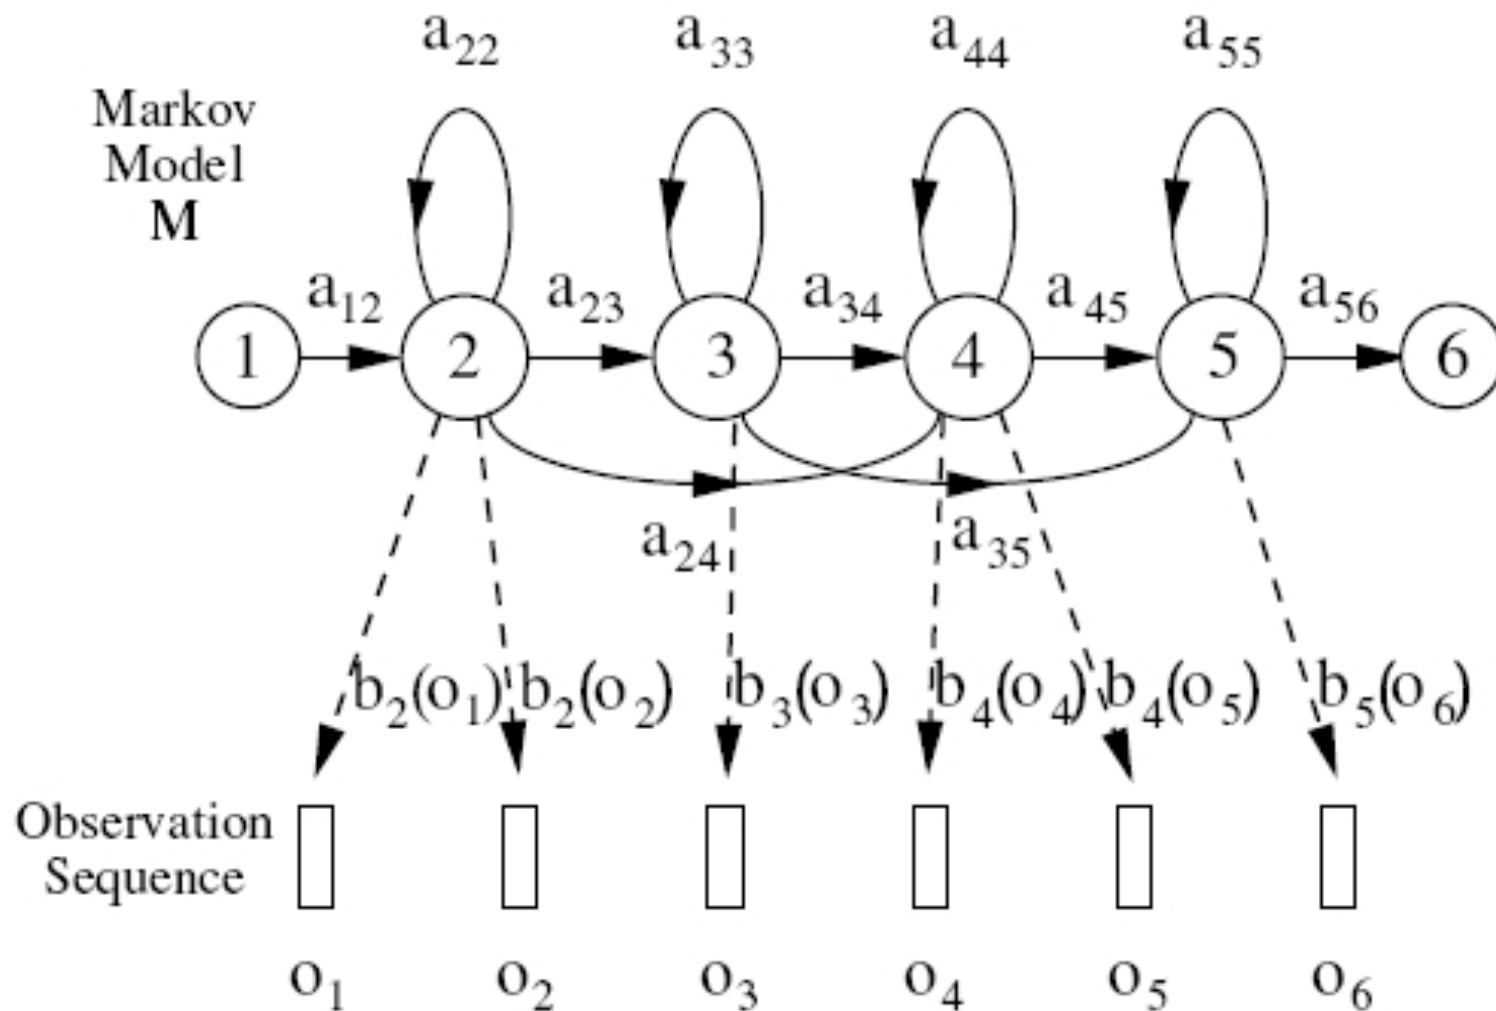 a22 a33 a44 a55
Markov
Model
M
a12 a23 a34 a45 a56
1 2 3 4 5 6
a24 a35
b2(o1) b2(o2) b3(o3) b4(o4) b4(o5) b5(o6)
Observation
Sequence
o1 o2 o3 o4 o5 o6